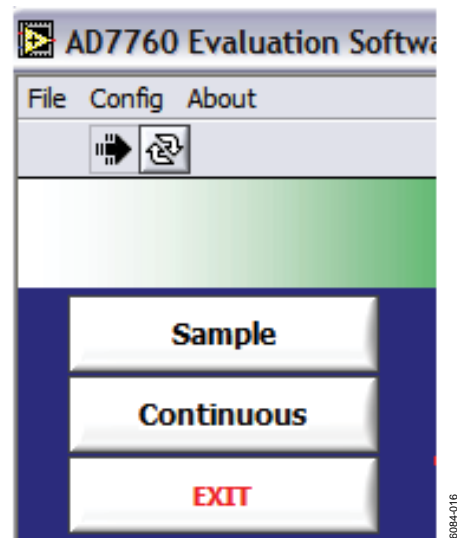 AD7760 Evaluation Softwa
File Config About
Sample
Continuous
EXIT
6084-016